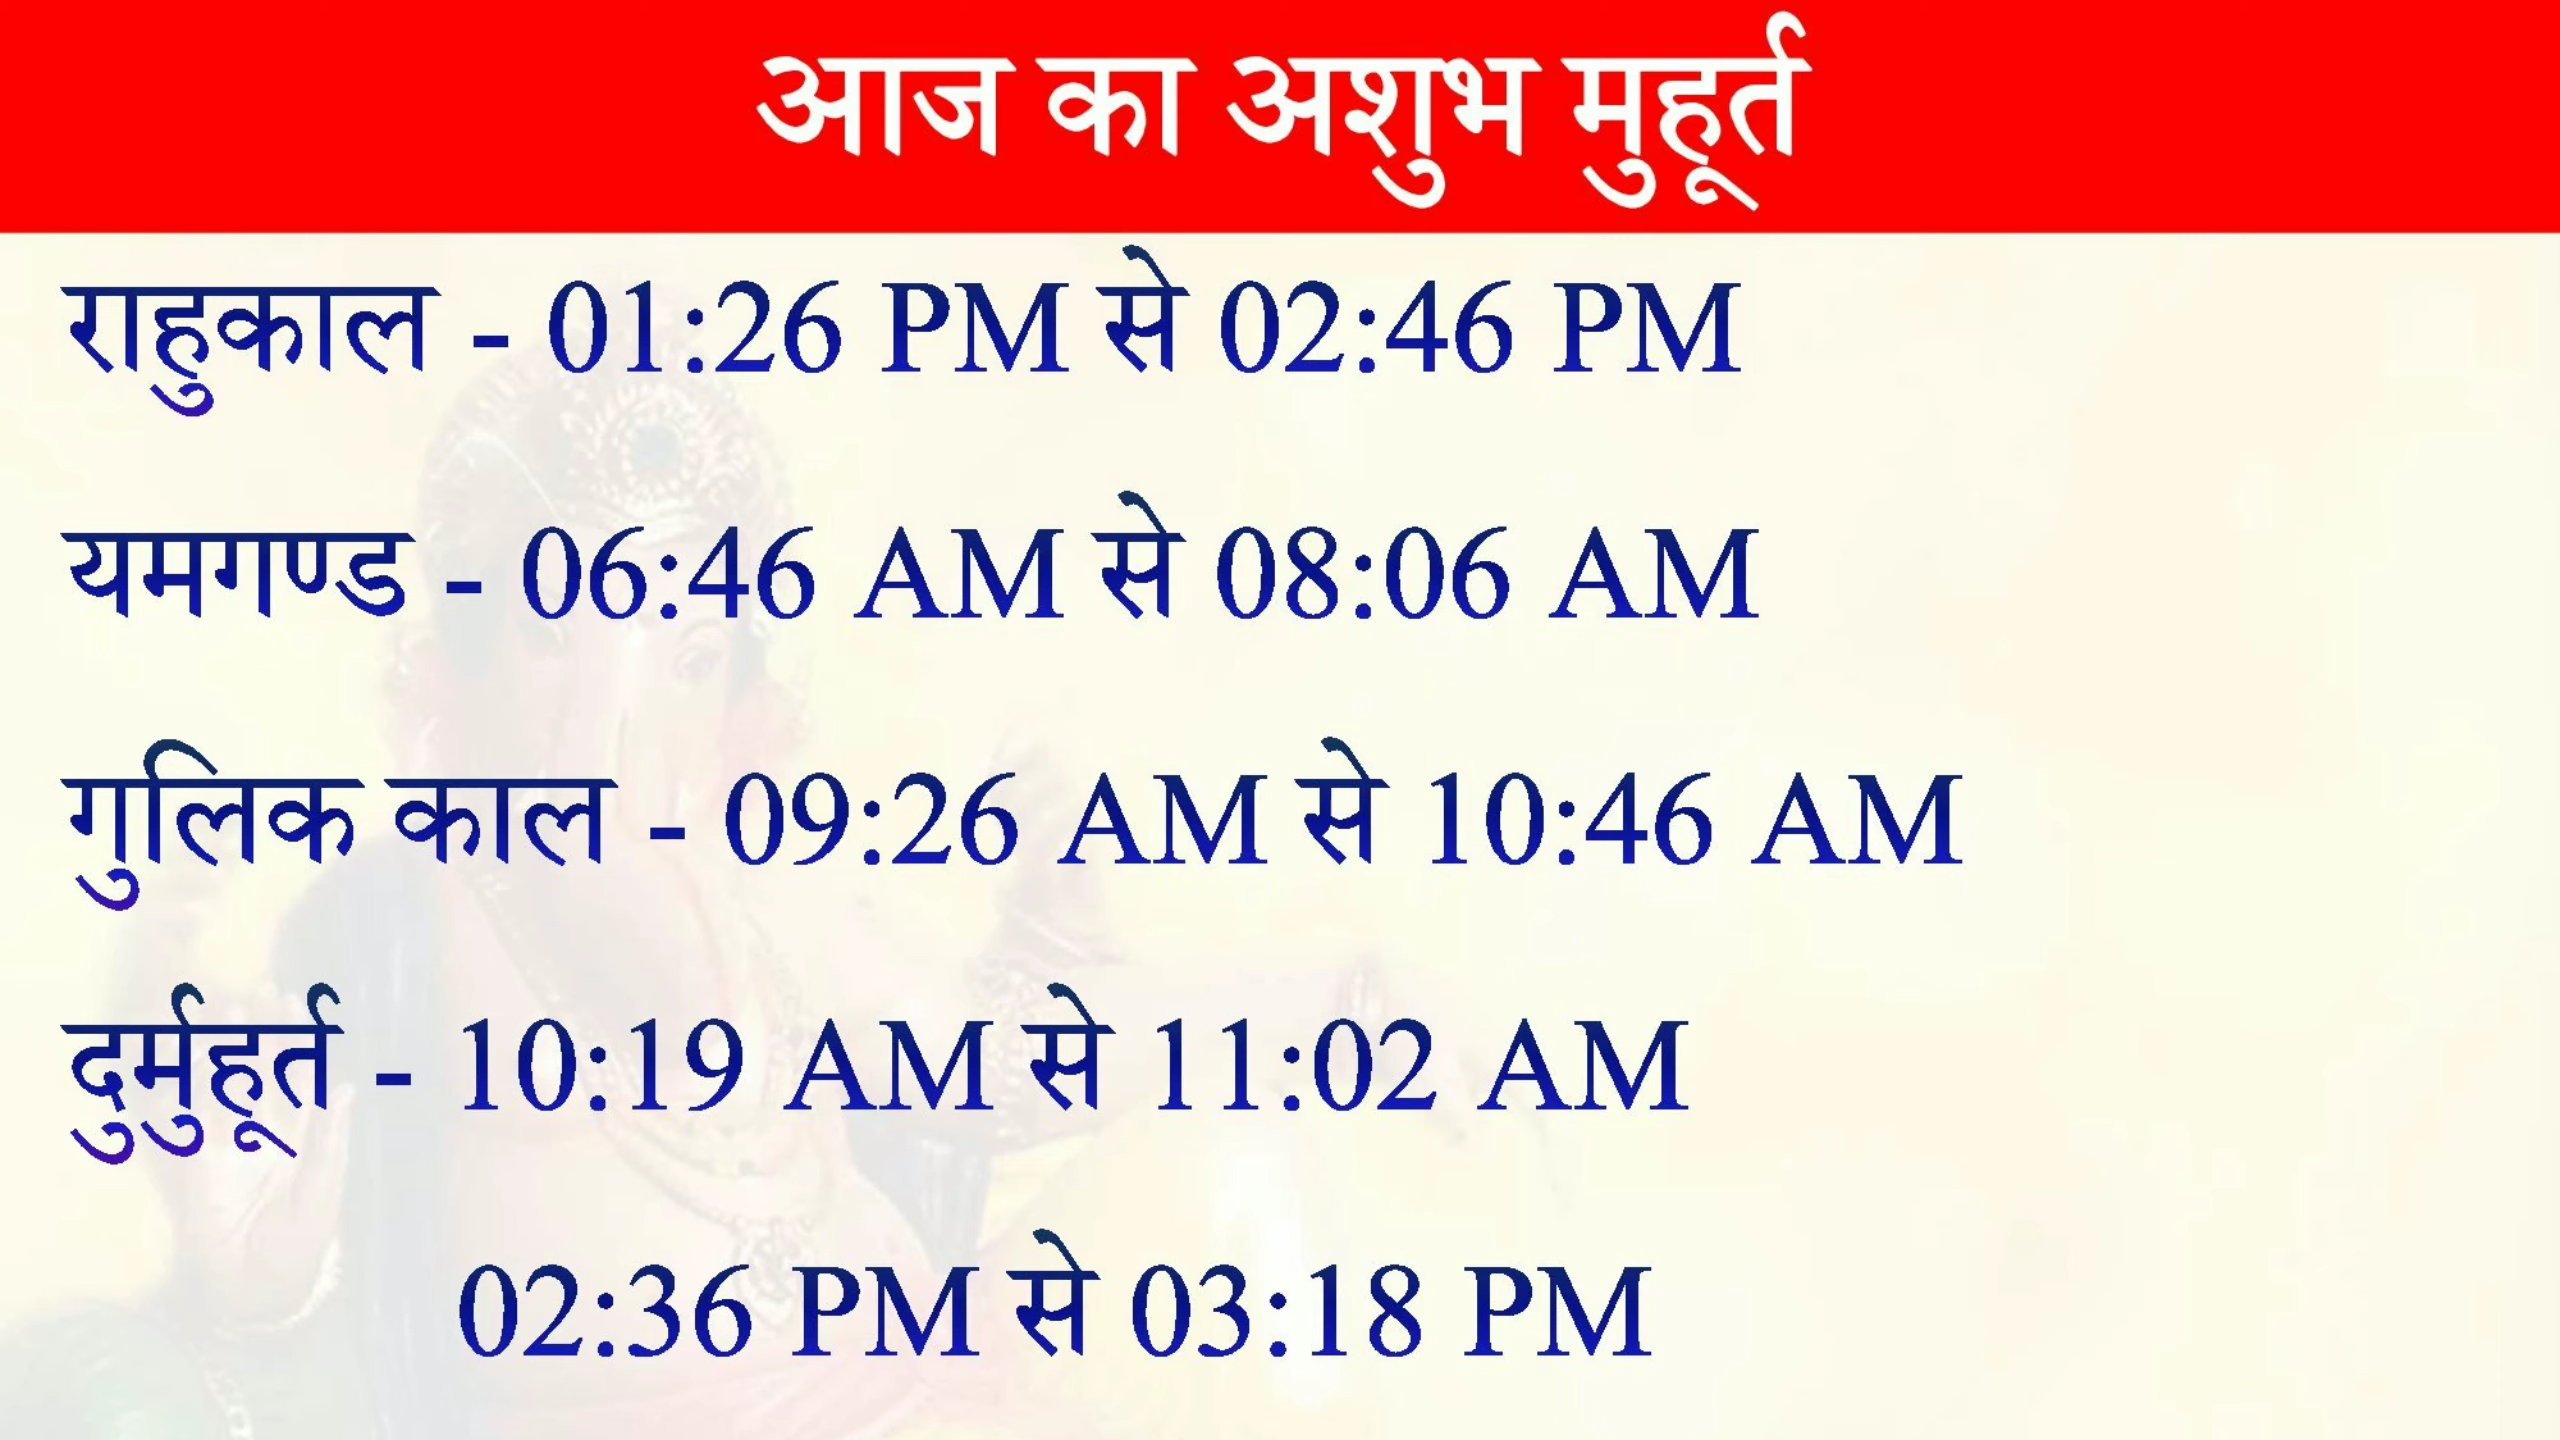 आज का अशुभ मुहूर्त
राहुकाल - 01:26 PM से 02:46 PM
यमगण्ड - 06:46 AM से 08:06 AM
गुलिक काल - 09:26 AM से 10:46 AM
दुर्मुहूर्त - 10:19 AM से 11:02 AM
02:36 PM से 03:18 PM